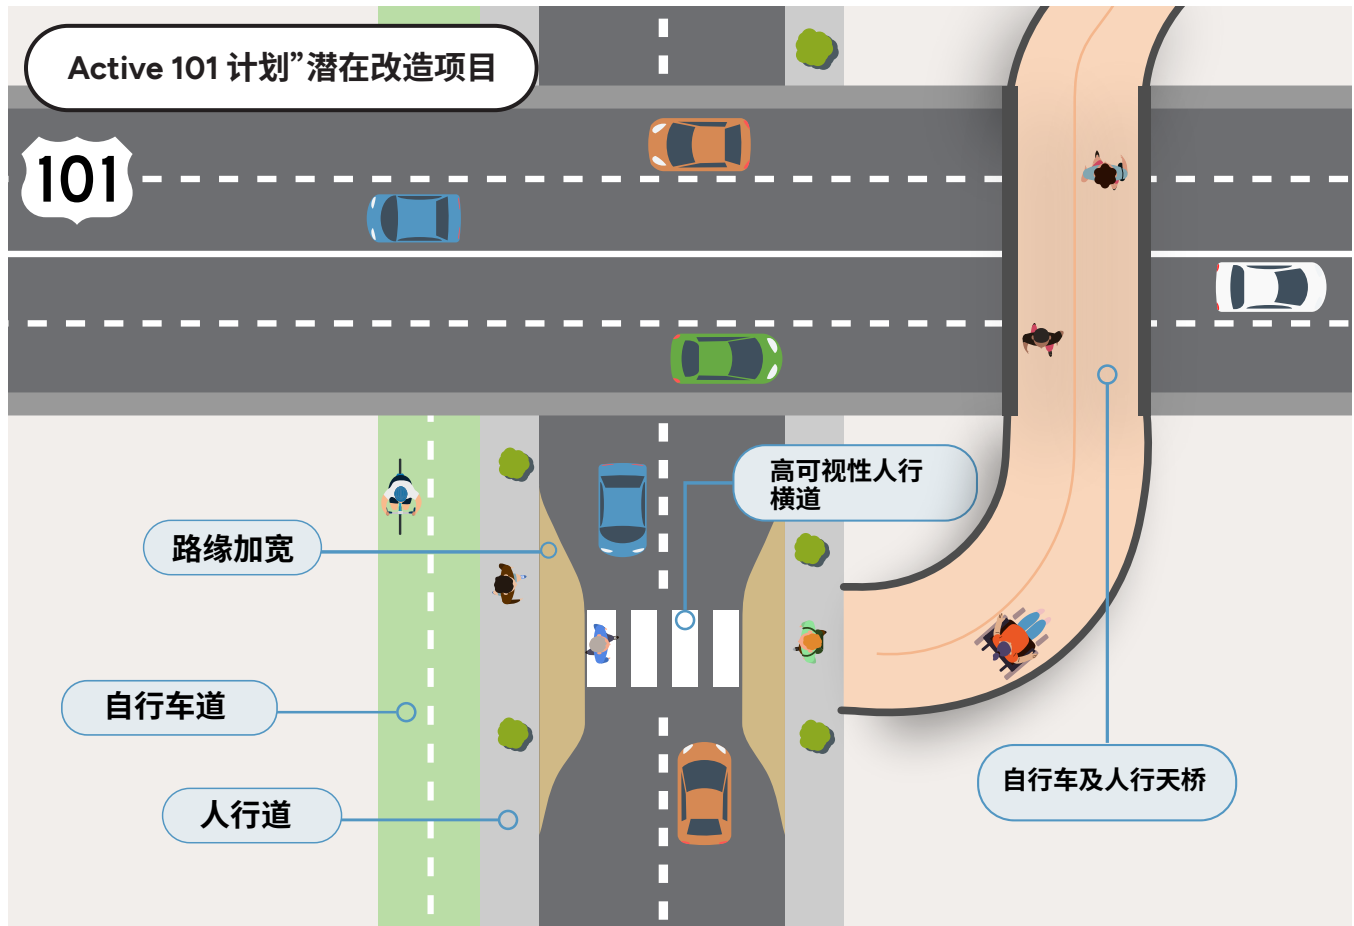 Active 101 计划”潜在改造项目
101
高可视性人行
横道
路缘加宽
自行车道
自行车及人行天桥
人行道